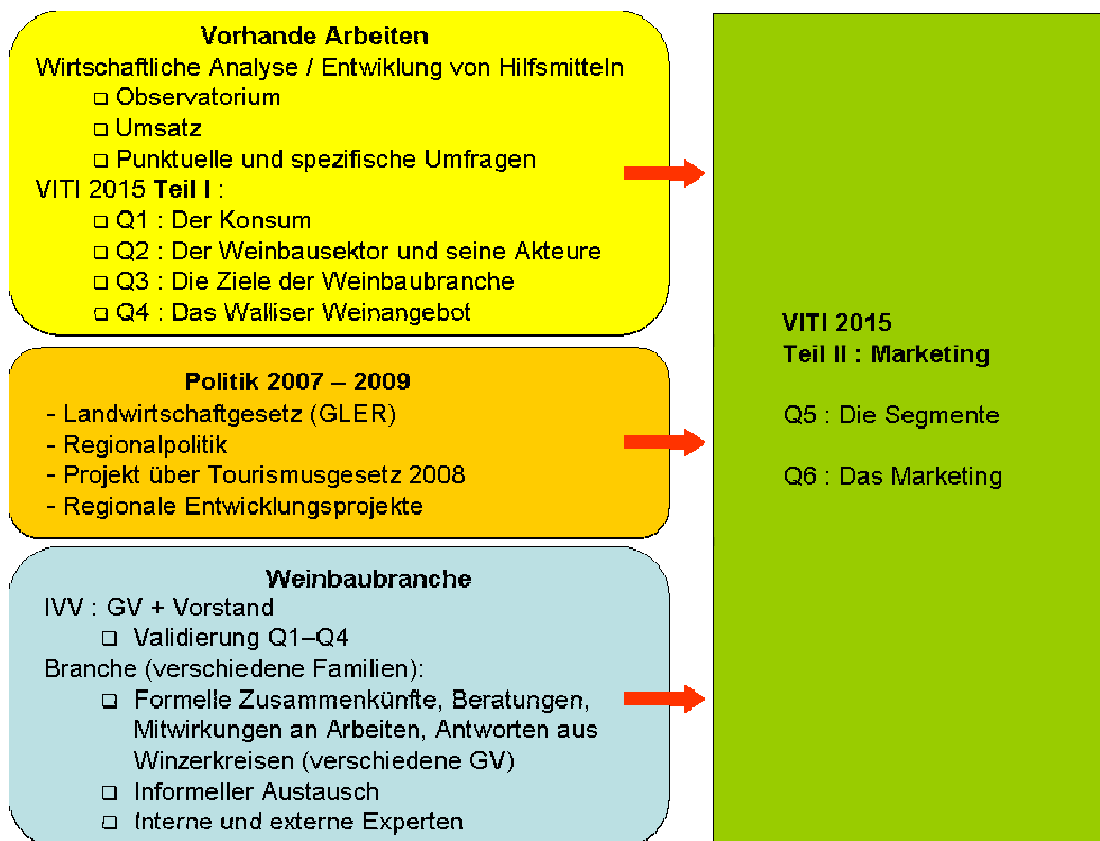 Vorhande Arbeiten
Wirtschaftliche Analyse / Entwiklung von Hilfsmitteln
❑ Observatorium
❑ Umsatz
❑ Punktuelle und spezifische Umfragen
VITI 2015 Teil I :
❑ Q1 : Der Konsum
❑ Q2 : Der Weinbausektor und seine Akteure
❑ Q3 : Die Ziele der Weinbaubranche
❑ Q4 : Das Walliser Weinangebot
Politik 2007 – 2009
- Landwirtschaftgesetz (GLER)
- Regionalpolitik
- Projekt über Tourismusgesetz 2008
- Regionale Entwicklungsprojekte
Weinbaubranche
IVV : GV + Vorstand
❑ Validierung Q1–Q4
Branche (verschiedene Familien):
❑ Formelle Zusammenkünfte, Beratungen,
Mitwirkungen an Arbeiten, Antworten aus
Winzerkreisen (verschiedene GV)
❑ Informeller Austausch
❑ Interne und externe Experten
VITI 2015
Teil II : Marketing
Q5 : Die Segmente
Q6 : Das Marketing